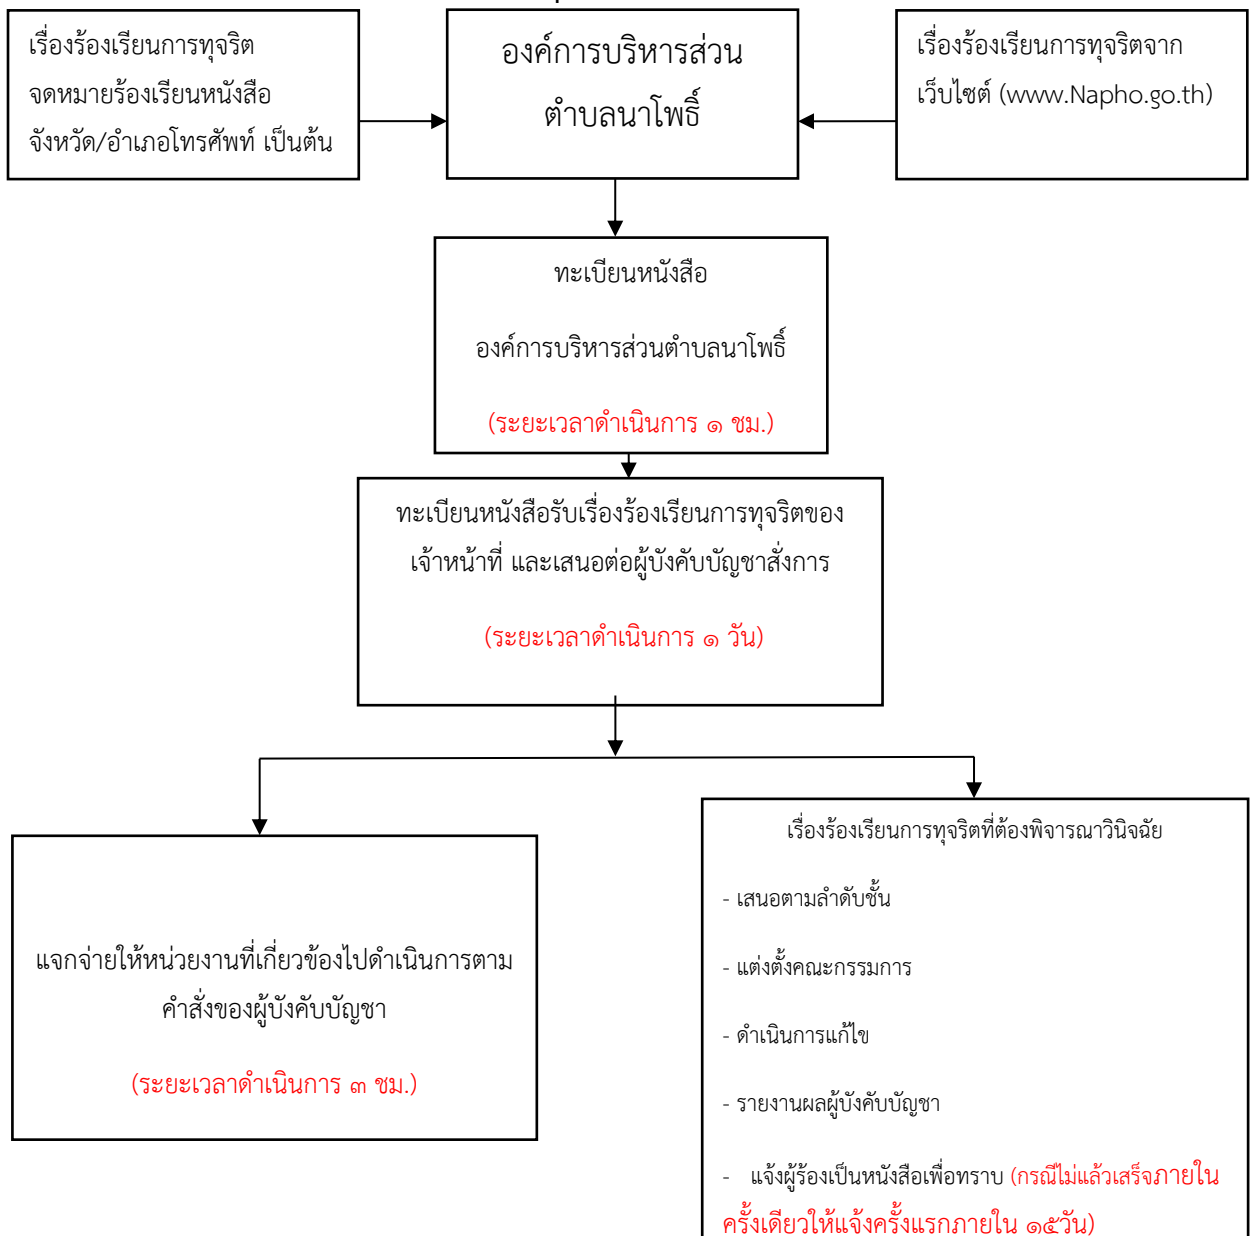 เรื่องร้องเรียนการทุจริต
จดหมายร้องเรียนหนังสือ
จังหวัด/อำเภอโทรศัพท์ เป็นต้น
องค์การบริหารส่วน
ตำบลนาโพธิ์
เรื่องร้องเรียนการทุจริตจาก
เว็บไซต์ (www.Napho.go.th)
ทะเบียนหนังสือ
องค์การบริหารส่วนตำบลนาโพธิ์
(ระยะเวลาดำเนินการ ๑ ชม.)
ทะเบียนหนังสือรับเรื่องร้องเรียนการทุจริตของ
เจ้าหน้าที่ และเสนอต่อผู้บังคับบัญชาสั่งการ
(ระยะเวลาดำเนินการ ๑ วัน)
แจกจ่ายให้หน่วยงานที่เกี่ยวข้องไปดำเนินการตาม
คำสั่งของผู้บังคับบัญชา
(ระยะเวลาดำเนินการ ๓ ชม.)
เรื่องร้องเรียนการทุจริตที่ต้องพิจารณาวินิจฉัย
- เสนอตามลำดับชั้น
- แต่งตั้งคณะกรรมการ
- ดำเนินการแก้ไข
- รายงานผลผู้บังคับบัญชา
- แจ้งผู้ร้องเป็นหนังสือเพื่อทราบ (กรณีไม่แล้วเสร็จภายใน
ครั้งเดียวให้แจ้งครั้งแรกภายใน ๑๕วัน)